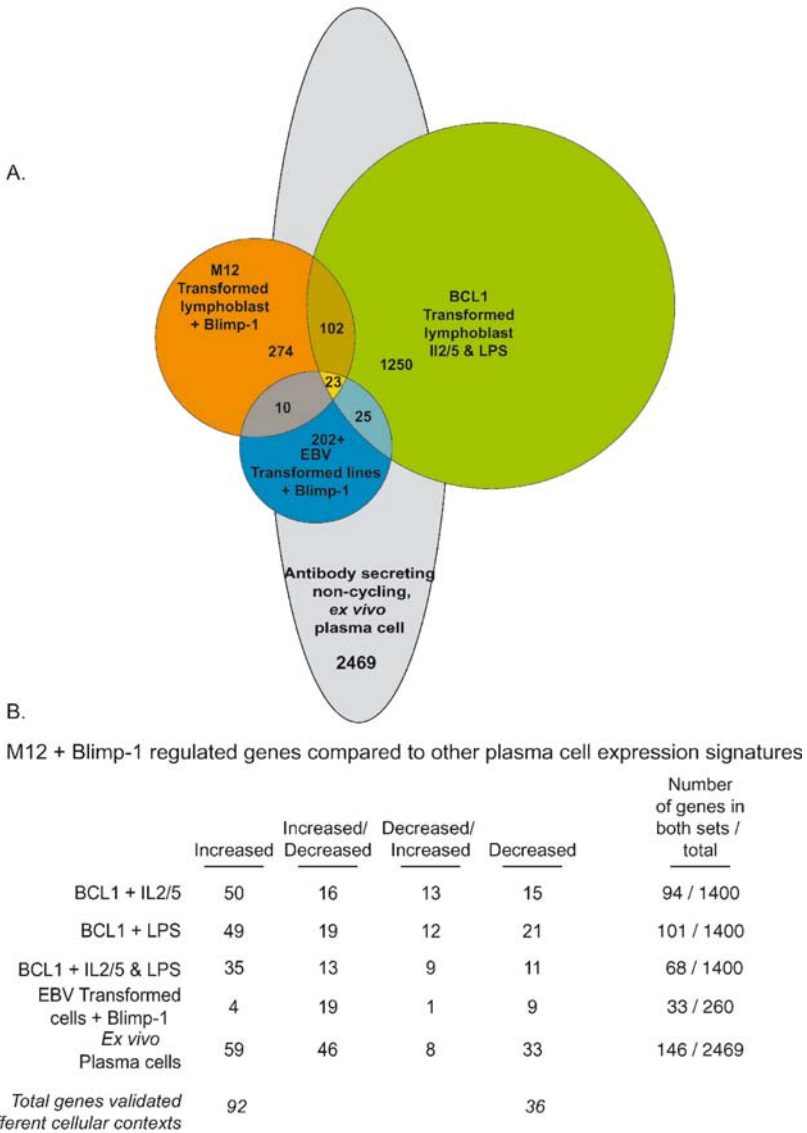 A.
M12
Transformed
lymphoblast
+ Blimp-1
274
102
BCL1
Transformed
lymphoblast
Il2/5 & LPS
1250
23
10
25
202+
EBV
Transformed lines
+ Blimp-1
Antibody secreting
non-cycling,
ex vivo
plasma cell
2469
B.
M12 + Blimp-1 regulated genes compared to other plasma cell expression signatures
Increased Increased/ Decreased Decreased/ Increased Decreased Number of genes in both sets / total
BCL1 + IL2/5 50 16 13 15 94 / 1400
BCL1 + LPS 49 19 12 21 101 / 1400
BCL1 + IL2/5 & LPS 35 13 9 11 68 / 1400
EBV Transformed
cells + Blimp-1 4 19 1 9 33 / 260
Ex vivo
Plasma cells 59 46 8 33 146 / 2469
Total genes validated 92 36
cellular contexts